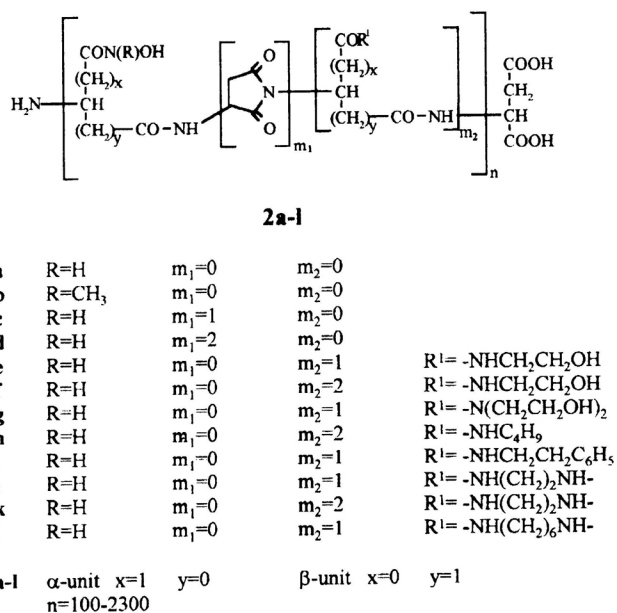 CON(R)OH
(CH₂)x
H₂N
CH
(CH₂)y — CO — NH
O
N
O
m₁
CORⁱ
(CH₂)x
CH
(CH₂)y — CO – NH
m₂
n
COOH
CH₂
CH
COOH
2a-l
a R=H m₁=0 m₂=0
R=CH₃ m₁=0 m₂=0
c R=H m₁=1 m₂=0
d R=H m₁=2 m₂=0
e R=H m₁=0 m₂=1 R¹= -NHCH₂CH₂OH
R=H m₁=0 m₂=2 R¹= -NHCH₂CH₂OH
g R=H m₁=0 m₂=1 R¹= -N(CH₂CH₂OH)₂
R=H m₁=0 m₂=2 R¹= -NHC₄H₉
R=H m₁=0 m₂=1 R¹= -NHCH₂CH₂C₆H₅
R=H m₁=0 m₂=1 R¹= -NH(CH₂)₂NH-
k R=H m₁=0 m₂=2 R¹= -NH(CH₂)₂NH-
R=H m₁=0 m₂=1 R¹= -NH(CH₂)₆NH-
a-l α-unit x=1 y=0 β-unit x=0 y=1
n=100-2300